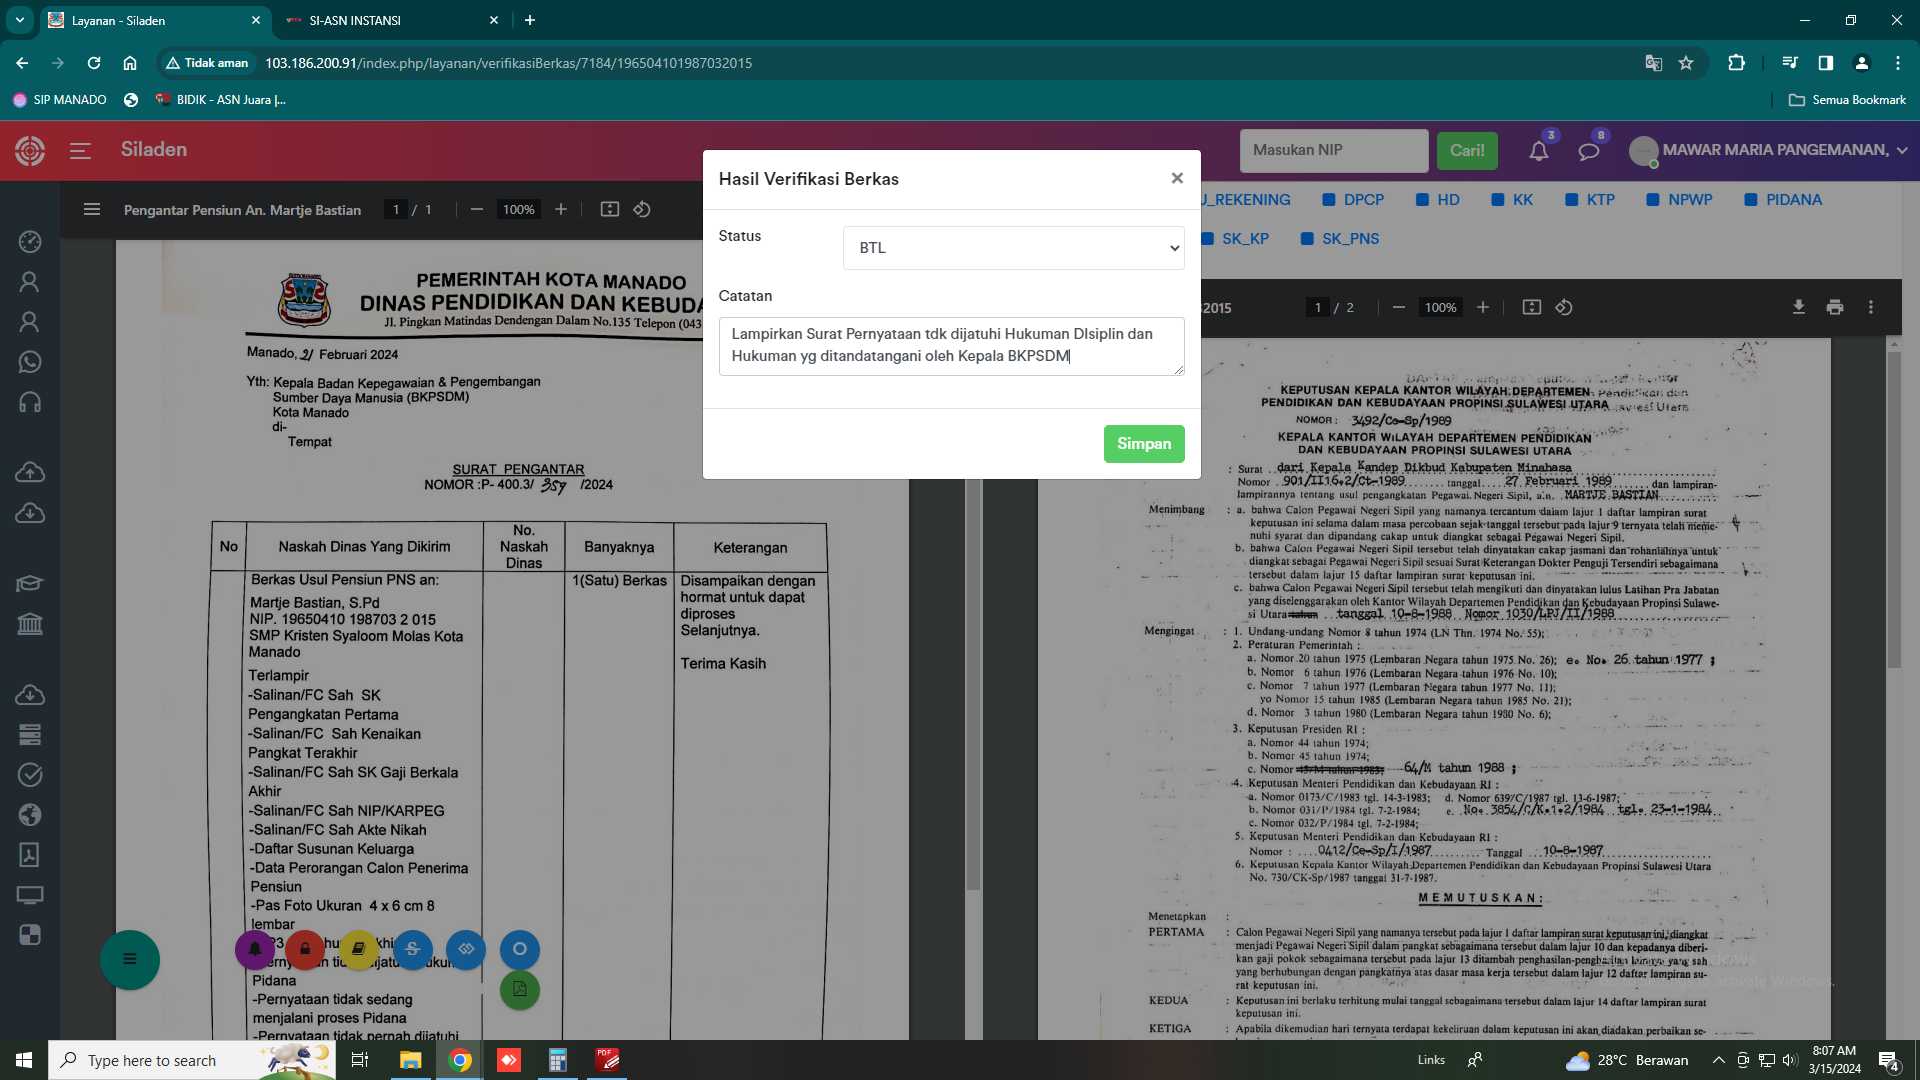 Layanan - Siladen
SI-ASN INSTANSI
Tidak aman
103.186.200.91/index.php/layanan/verifikasiBerkas/7184/196504101987032015
SIP MANADO
BIDIK - ASN Juara |...
Semua Bookmark
Siladen
Masukan NIP
Cari!
3
8
MAWAR MARIA PANGEMANAN,
Hasil Verifikasi Berkas
Status
BTL
Catatan
Lampirkan Surat Pernyataan tdk dijatuhi Hukuman DIsiplin dan
Hukuman yg ditandatangani oleh Kepala BKPSDM
Simpan
Pengantar Pensiun An. Martje Bastian
1 / 1
100%
U_REKENING
DPCP
HD
KK
KTP
NPWP
PIDANA
SK_KP
SK_PNS
2015
1 / 2
100%
PEMERINTAH KOTA MANADO
DINAS PENDIDIKAN DAN KEBUDA
Jl. Pingkan Matindas Dendengan Dalam No.135 Telepon (043
Manado, 21 Februari 2024
Yth: Kepala Badan Kepegawaian & Pengembangan
Sumber Daya Manusia (BKPSDM)
Kota Manado
di-
Tempat
SURAT PENGANTAR
NOMOR :P- 400.3/ 357 /2024
No
Naskah Dinas Yang Dikirim
No.
Naskah
Dinas
Banyaknya
Keterangan
Berkas Usul Pensiun PNS an:
Martje Bastian, S.Pd
NIP. 19650410 198703 2 015
SMP Kristen Syaloom Molas Kota
Manado
Terlampir
-Salinan/FC Sah SK
Pengangkatan Pertama
-Salinan/FC Sah Kenaikan
Pangkat Terakhir
-Salinan/FC Sah SK Gaji Berkala
Akhir
-Salinan/FC Sah NIP/KARPEG
-Salinan/FC Sah Akte Nikah
-Daftar Susunan Keluarga
-Data Perorangan Calon Penerima
Pensiun
-Pas Foto Ukuran 4 x 6 cm 8
lembar
Pidana
-Pernyataan tidak sedang
menjalani proses Pidana
-Pernyataan tidak pernah dijatuhi
1(Satu) Berkas
Disampaikan dengan
hormat untuk dapat
diproses
Selanjutnya.
Terima Kasih
KEPUTUSAN KEPALA KANTOR WILAYAH DEPARTEMEN
PENDIDIKAN DAN KEBUDAYAAN PROPINSI SULAWESI UTARA
NOMOR : 3492/Ce-Sp/1989
KEPALA KANTOR WILAYAH DEPARTEMEN PENDIDIKAN
DAN KEBUDAYAAN PROPINSI SULAWESI UTARA
: Surat dari Kepala Kandep Dikbud Kabupaten Minahasa
Nomor 901/II16.2/Ct-1989 tanggal 27 Februari 1989 dan lampiran-
lampirannya tentang usul pengangkatan Pegawai Negeri Sipil, a.n. MARTJE BASTIAN
Menimbang : a. bahwa Calon Pegawai Negeri Sipil yang namanya tercantum dalam lajur 1 daftar lampiran surat
keputusan ini selama dalam masa percobaan sejak tanggal tersebut pada lajur 9 ternyata telah meme-
nuhi syarat dan dipandang cakap untuk diangkat sebagai Pegawai Negeri Sipil.
b. bahwa Calon Pegawai Negeri Sipil tersebut telah dinyatakan cakap jasmani dan rohaniahnya untuk
diangkat sebagai Pegawai Negeri Sipil sesuai Surat Keterangan Dokter Penguji Tersendiri sebagaimana
tersebut dalam lajur 15 daftar lampiran surat keputusan ini.
c. bahwa Calon Pegawai Negeri Sipil tersebut telah mengikuti dan dinyatakan lulus Latihan Pra Jabatan
yang diselenggarakan oleh Kantor Wilayah Departemen Pendidikan dan Kebudayaan Propinsi Sulawe-
si Utara tahun tanggal 10-8-1988 Nomor 1030/LPJ/II/1988
Mengingat : 1. Undang-undang Nomor 8 tahun 1974 (LN Thn. 1974 No. 55);
2. Peraturan Pemerintah :
a. Nomor 20 tahun 1975 (Lembaran Negara tahun 1975 No. 26); e. No. 26 tahun 1977 ;
b. Nomor 6 tahun 1976 (Lembaran Negara tahun 1976 No. 10);
c. Nomor 7 tahun 1977 (Lembaran Negara tahun 1977 No. 11);
yo Nomor 15 tahun 1985 (Lembaran Negara tahun 1985 No. 21);
d. Nomor 3 tahun 1980 (Lembaran Negara tahun 1980 No. 6);
3. Keputusan Presiden RI :
a. Nomor 44 tahun 1974;
b. Nomor 45 tahun 1974;
c. Nomor 45/M tahun 1983; 64/M tahun 1988 ;
4. Keputusan Menteri Pendidikan dan Kebudayaan RI :
a. Nomor 0173/C/1983 tgl. 14-3-1983; d. Nomor 639/C/1987 tgl. 13-6-1987;
b. Nomor 031/P/1984 tgl. 7-2-1984; e. No. 3854/C/K.1.2/1984 tgl. 23-1-1984
c. Nomor 032/P/1984 tgl. 7-2-1984;
5. Keputusan Menteri Pendidikan dan Kebudayaan RI :
Nomor : 0412/Ce-Sp/I/1987 Tanggal 10-8-1987
6. Keputusan Kepala Kantor Wilayah Departemen Pendidikan dan Kebudayaan Propinsi Sulawesi Utara
No. 730/CK-Sp/1987 tanggal 31-7-1987.
MEMUTUSKAN:
Menetapkan :
PERTAMA : Calon Pegawai Negeri Sipil yang namanya tersebut pada lajur 1 daftar lampiran surat keputusan ini, diangkat
menjadi Pegawai Negeri Sipil dalam pangkat sebagaimana tersebut dalam lajur 10 dan kepadanya diberi-
kan gaji pokok sebagaimana tersebut pada lajur 13 ditambah penghasilan-penghasilan lainnya yang sah
yang berhubungan dengan pangkatnya atas dasar masa kerja tersebut dalam lajur 12 daftar lampiran su-
rat keputusan ini.
KEDUA : Keputusan ini berlaku terhitung mulai tanggal sebagaimana tersebut dalam lajur 14 daftar lampiran surat
keputusan ini.
KETIGA : Apabila dikemudian hari ternyata terdapat kekeliruan dalam keputusan ini akan diadakan perbaikan se-
Type here to search
Links
28°C Berawan
8:07 AM
3/15/2024
4